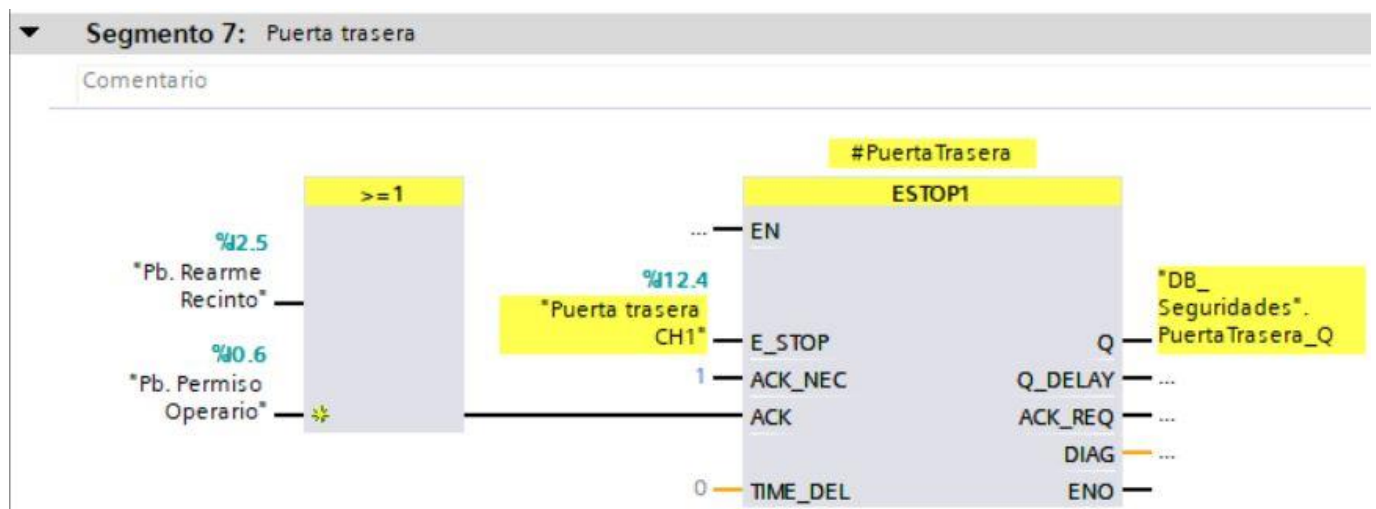 Segmento 7: Puerta trasera
Comentario
#PuertaTrasera
>=1
ESTOP1
... EN
%I2.5
"Pb. Rearme
Recinto"
%I12.4
"Puerta trasera
CH1"
E_STOP
"DB_
Seguridades".
PuertaTrasera_Q
Q
%I0.6
"Pb. Permiso
Operario"
1 ACK_NEC
Q_DELAY ...
ACK
ACK_REQ ...
DIAG ...
0 TIME_DEL
ENO